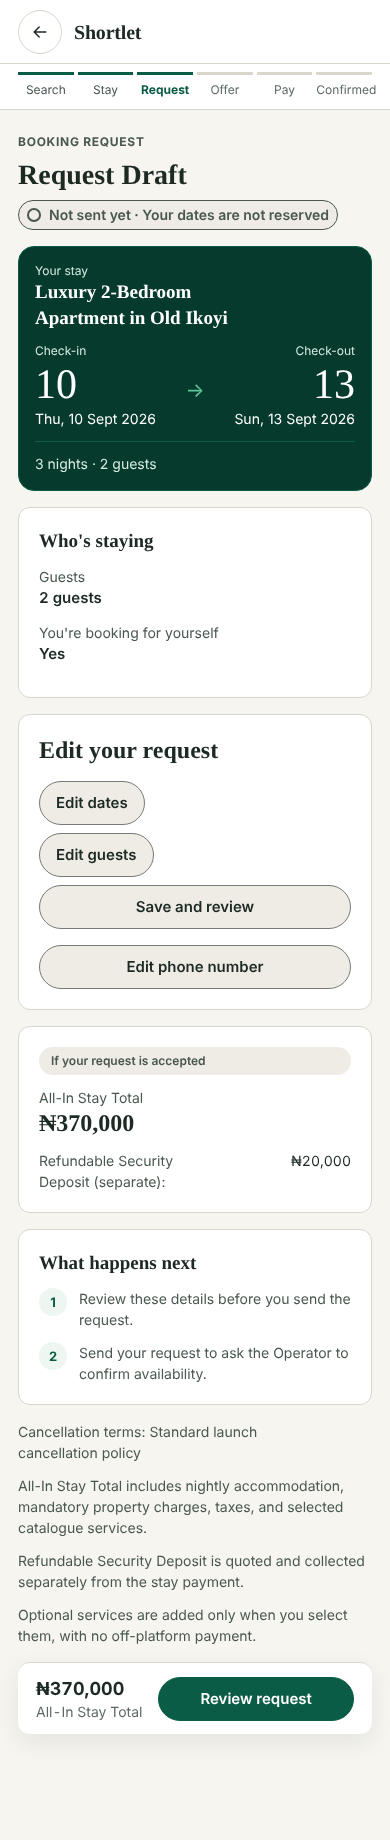 Shortlet
Search Stay Request Offer Pay Confirmed
BOOKING REQUEST
Request Draft
Not sent yet · Your dates are not reserved
Your stay
Luxury 2-Bedroom
Apartment in Old Ikoyi
Check-in Check-out
10 → 13
Thu, 10 Sept 2026 Sun, 13 Sept 2026
3 nights · 2 guests
Who's staying
Guests
2 guests
You're booking for yourself
Yes
Edit your request
Edit dates
Edit guests
Save and review
Edit phone number
If your request is accepted
All-In Stay Total
₦370,000
Refundable Security ₦20,000
Deposit (separate):
What happens next
1 Review these details before you send the
request.
2 Send your request to ask the Operator to
confirm availability.
Cancellation terms: Standard launch
cancellation policy
All-In Stay Total includes nightly accommodation,
mandatory property charges, taxes, and selected
catalogue services.
Refundable Security Deposit is quoted and collected
separately from the stay payment.
Optional services are added only when you select
them, with no off-platform payment.
₦370,000
All-In Stay Total
Review request